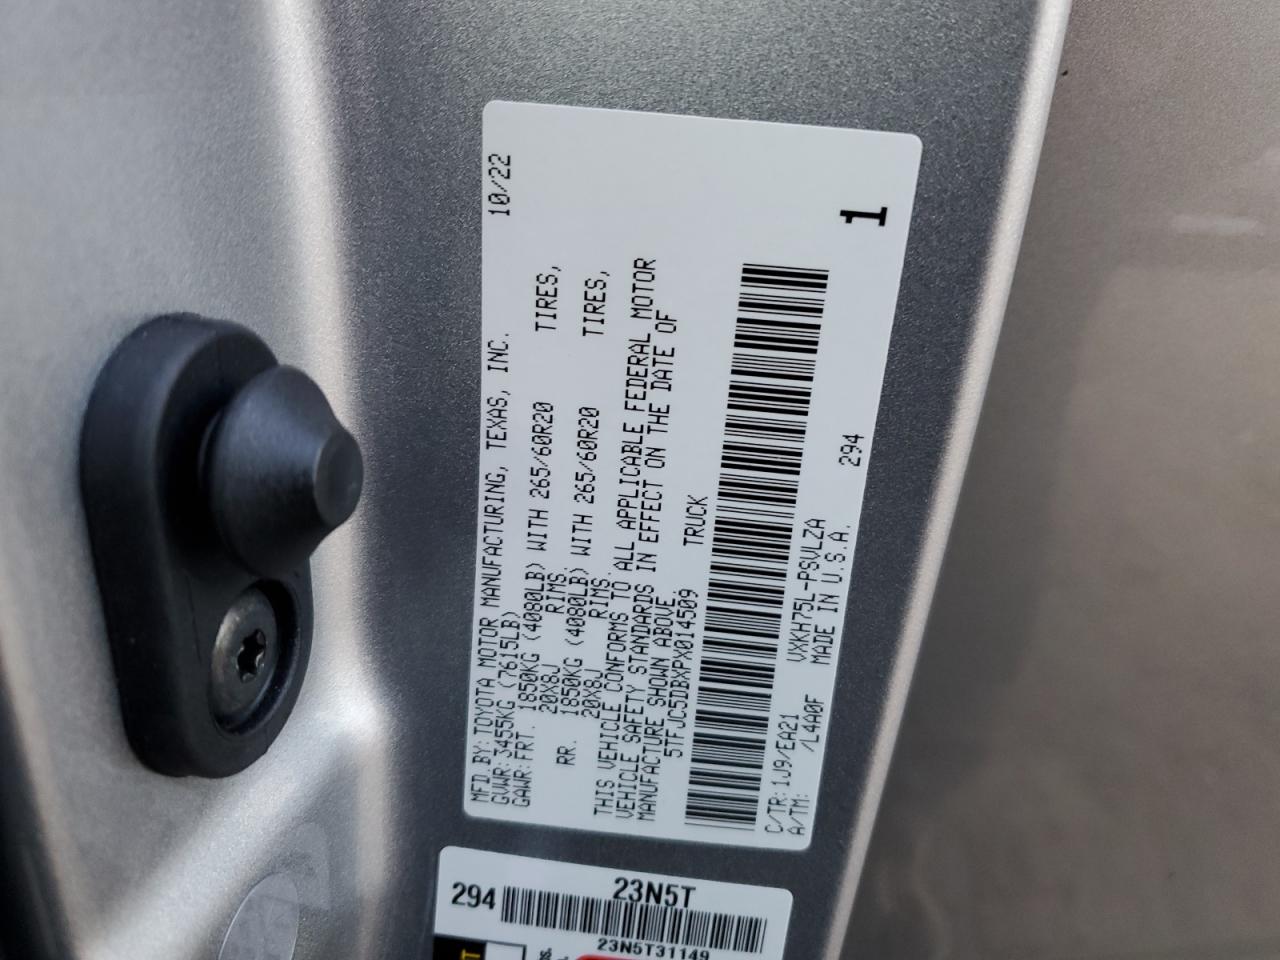 MFD BY: TOYOTA MOTOR MANUFACTURING, TEXAS, INC. 10/22
GVWR: 3455KG (7615LB)
GAWR: FRT. 1850KG (4080LB) WITH 265/60R20 TIRES,
20X8J RIMS
RR. 1850KG (4080LB) WITH 265/60R20 TIRES,
20X8J RIMS.
THIS VEHICLE CONFORMS TO ALL APPLICABLE FEDERAL MOTOR
VEHICLE SAFETY STANDARDS IN EFFECT ON THE DATE OF
MANUFACTURE SHOWN ABOVE.
5TFJC5DBXPX014509 TRUCK
C/TR: 1J9/EA21 VXKH75L-PSVLZA 294
A/TM: /L4A0F MADE IN U.S.A.
1
23N5T
294
23N5T31149